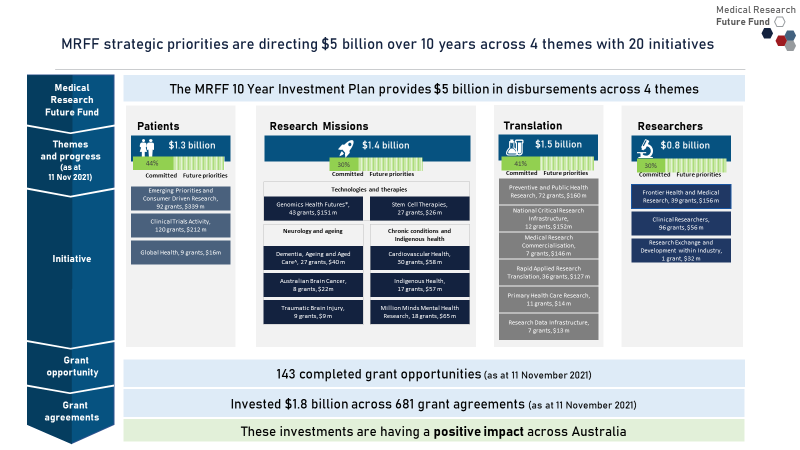 Medical Research
Future Fund
MRFF strategic priorities are directing $5 billion over 10 years across 4 themes with 20 initiatives
Medical
Research
Future Fund
The MRFF 10 Year Investment Plan provides $5 billion in disbursements across 4 themes
Themes
and progress
(as at
11 Nov 2021)
Patients
$1.3 billion
44%
Committed Future priorities
Research Missions
$1.4 billion
30%
Committed Future priorities
Translation
$1.5 billion
41%
Committed Future priorities
Researchers
$0.8 billion
30%
Committed Future priorities
Initiative
Emerging Priorities and
Consumer Driven Research,
92 grants, $339 m
Clinical Trials Activity,
120 grants, $212 m
Global Health, 9 grants, $16m
Technologies and therapies
Genomics Health Futures*,
43 grants, $151 m
Stem Cell Therapies,
27 grants, $26 m
Neurology and ageing
Dementia, Ageing and Aged
Care^, 27 grants, $40 m
Australian Brain Cancer,
8 grants, $22m
Traumatic Brain Injury,
9 grants, $9 m
Chronic conditions and
Indigenous health
Cardiovascular Health,
30 grants, $58 m
Indigenous Health,
17 grants, $57 m
Million Minds Mental Health
Research, 18 grants, $65 m
Preventive and Public Health
Research, 72 grants, $160 m
National Critical Research
Infrastructure,
12 grants, $152m
Medical Research
Commercialisation,
7 grants, $146 m
Rapid Applied Research
Translation, 36 grants, $127 m
Primary Health Care Research,
11 grants, $14 m
Research Data Infrastructure,
7 grants, $13 m
Frontier Health and Medical
Research, 39 grants, $156 m
Clinical Researchers,
96 grants, $56 m
Research Exchange and
Development within Industry,
1 grant, $32 m
Grant
opportunity
143 completed grant opportunities (as at 11 November 2021)
Grant
agreements
Invested $1.8 billion across 681 grant agreements (as at 11 November 2021)
These investments are having a positive impact across Australia